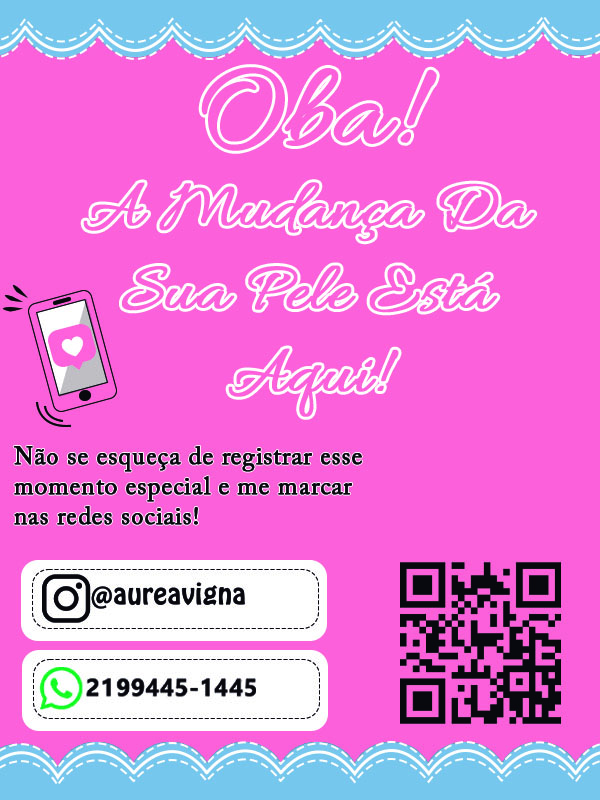 Oba!
A Mudança Da
Sua Pele Está
Aqui!
Não se esqueça de registrar esse
momento especial e me marcar
nas redes sociais!
@aureavigna
2199445-1445